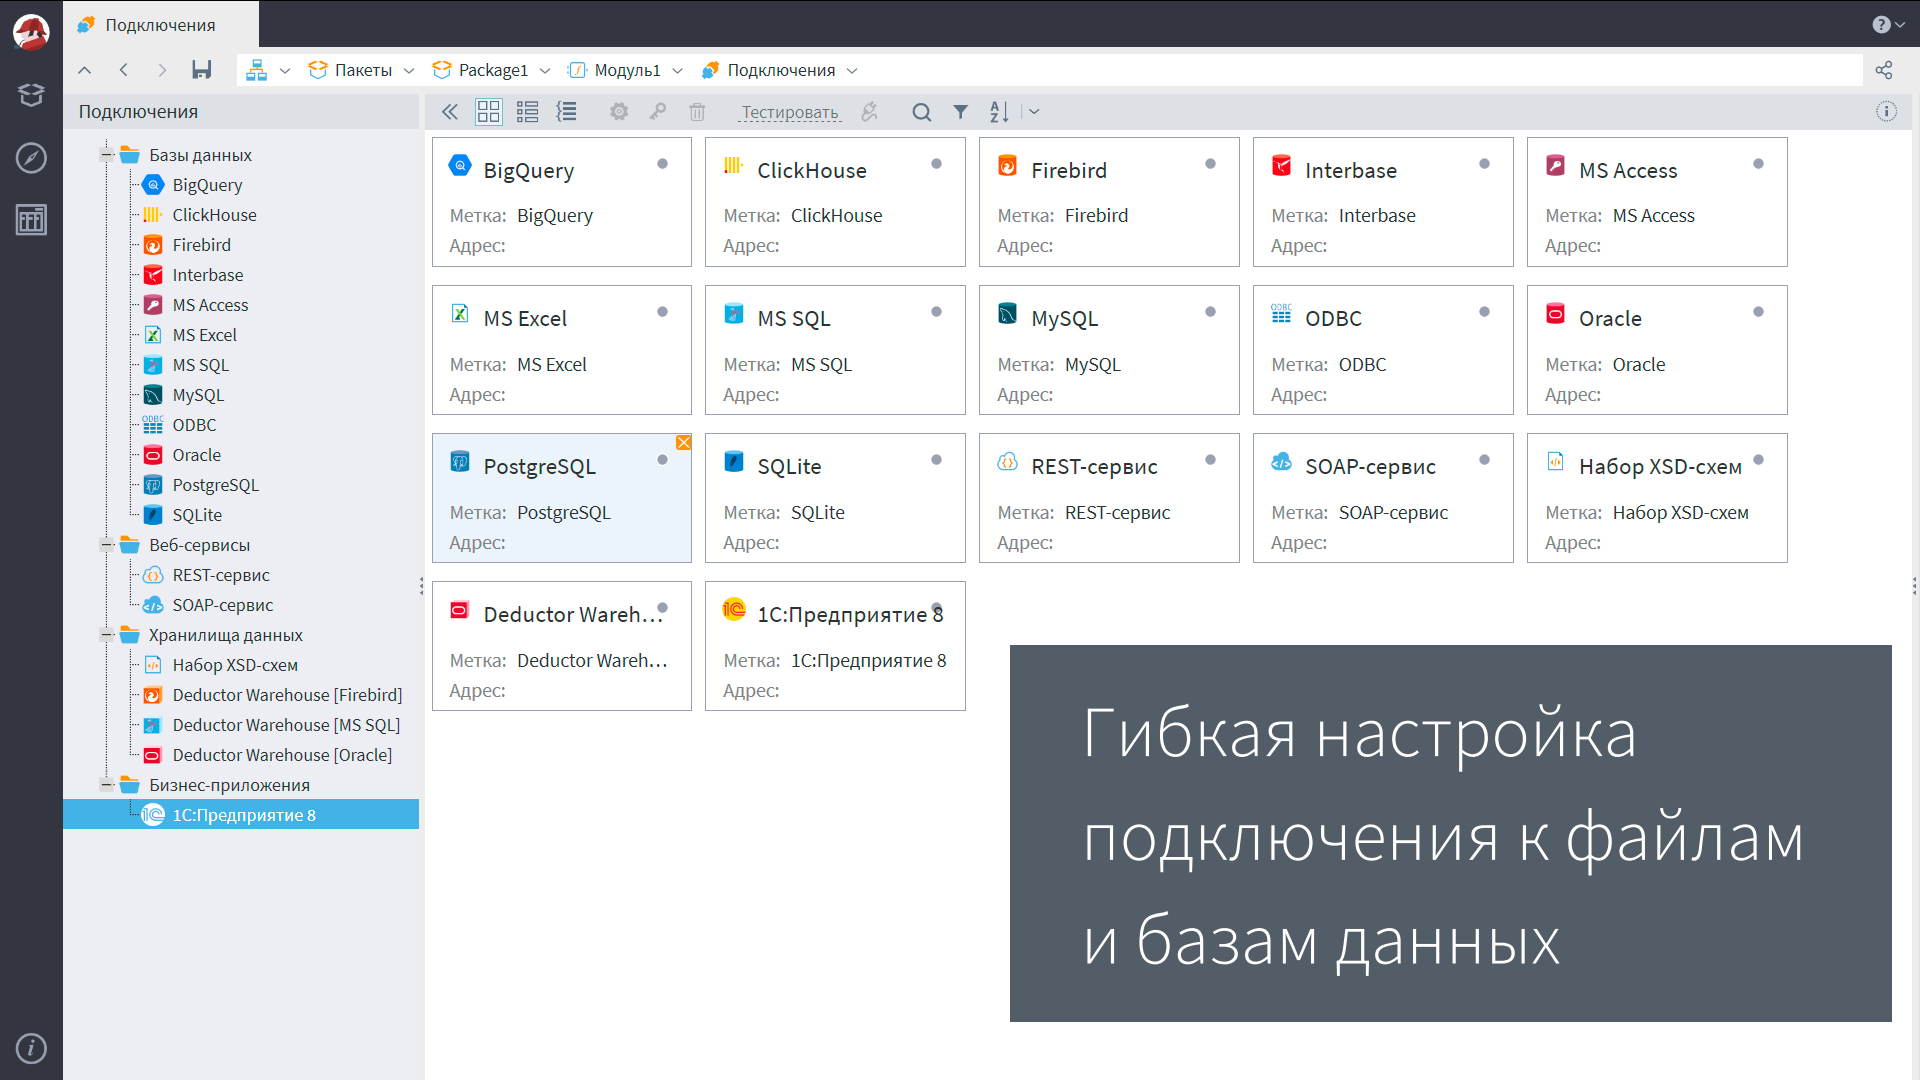 Подключения
Пакеты
Package1
Модуль1
Подключения
Подключения
Тестировать
Базы данных
BigQuery
ClickHouse
Firebird
Interbase
MS Access
MS Excel
MS SQL
MySQL
ODBC
Oracle
PostgreSQL
SQLite
Веб-сервисы
REST-сервис
SOAP-сервис
Хранилища данных
Набор XSD-схем
Deductor Warehouse [Firebird]
Deductor Warehouse [MS SQL]
Deductor Warehouse [Oracle]
Бизнес-приложения
1С:Предприятие 8
BigQuery
Метка: BigQuery
Адрес:
ClickHouse
Метка: ClickHouse
Адрес:
Firebird
Метка: Firebird
Адрес:
Interbase
Метка: Interbase
Адрес:
MS Access
Метка: MS Access
Адрес:
MS Excel
Метка: MS Excel
Адрес:
MS SQL
Метка: MS SQL
Адрес:
MySQL
Метка: MySQL
Адрес:
ODBC
ODBC
Метка: ODBC
Адрес:
Oracle
Метка: Oracle
Адрес:
PostgreSQL
Метка: PostgreSQL
Адрес:
SQLite
Метка: SQLite
Адрес:
REST-сервис
Метка: REST-сервис
Адрес:
SOAP-сервис
Метка: SOAP-сервис
Адрес:
Набор XSD-схем
Метка: Набор XSD-схем
Адрес:
Deductor Wareh...
Метка: Deductor Wareh...
Адрес:
1С:Предприятие 8
Метка: 1С:Предприятие 8
Адрес:
Гибкая настройка
подключения к файлам
и базам данных